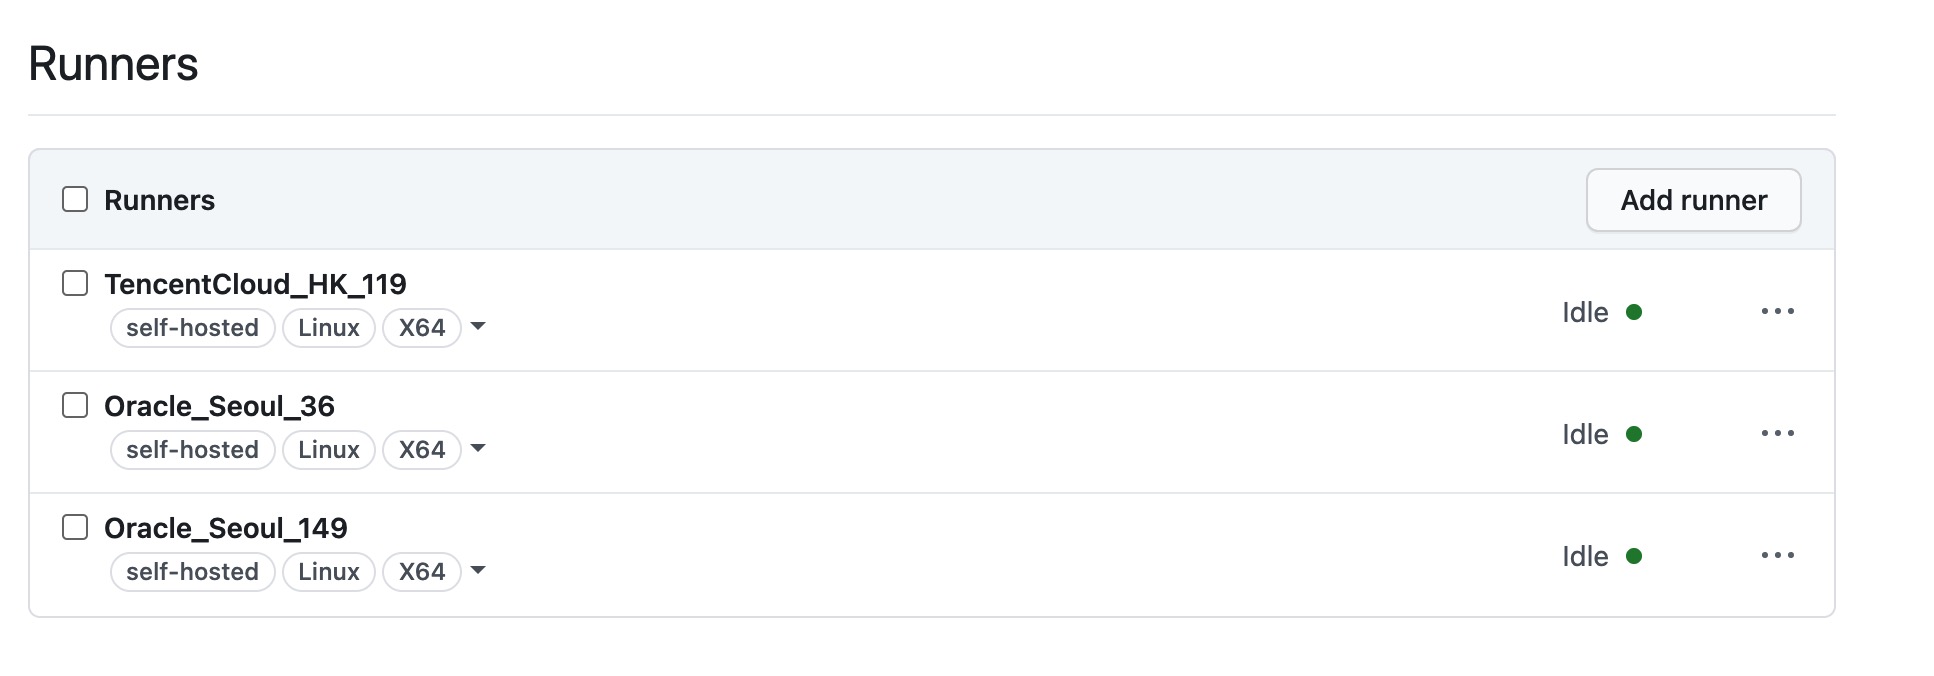 Runners
Runners Add runner
TencentCloud_HK_119
self-hosted Linux X64 Idle
Oracle_Seoul_36
self-hosted Linux X64 Idle
Oracle_Seoul_149
self-hosted Linux X64 Idle